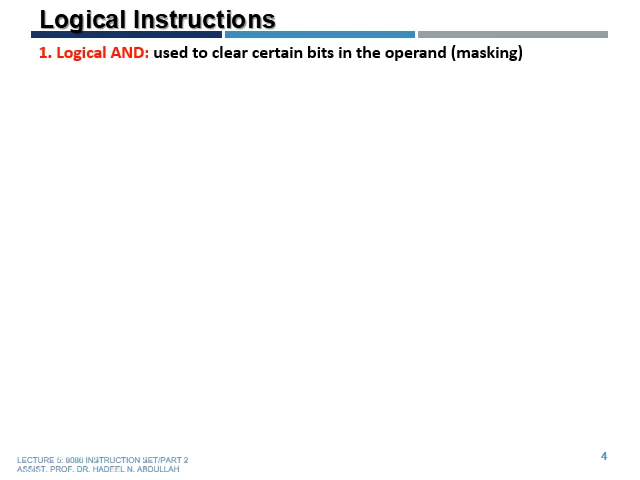 Logical Instructions
1. Logical AND: used to clear certain bits in the operand (masking)
LECTURE 5: 8086 INSTRUCTION SET/PART 2
ASSIST. PROF. DR. HADEEL N. ABDULLAH
4